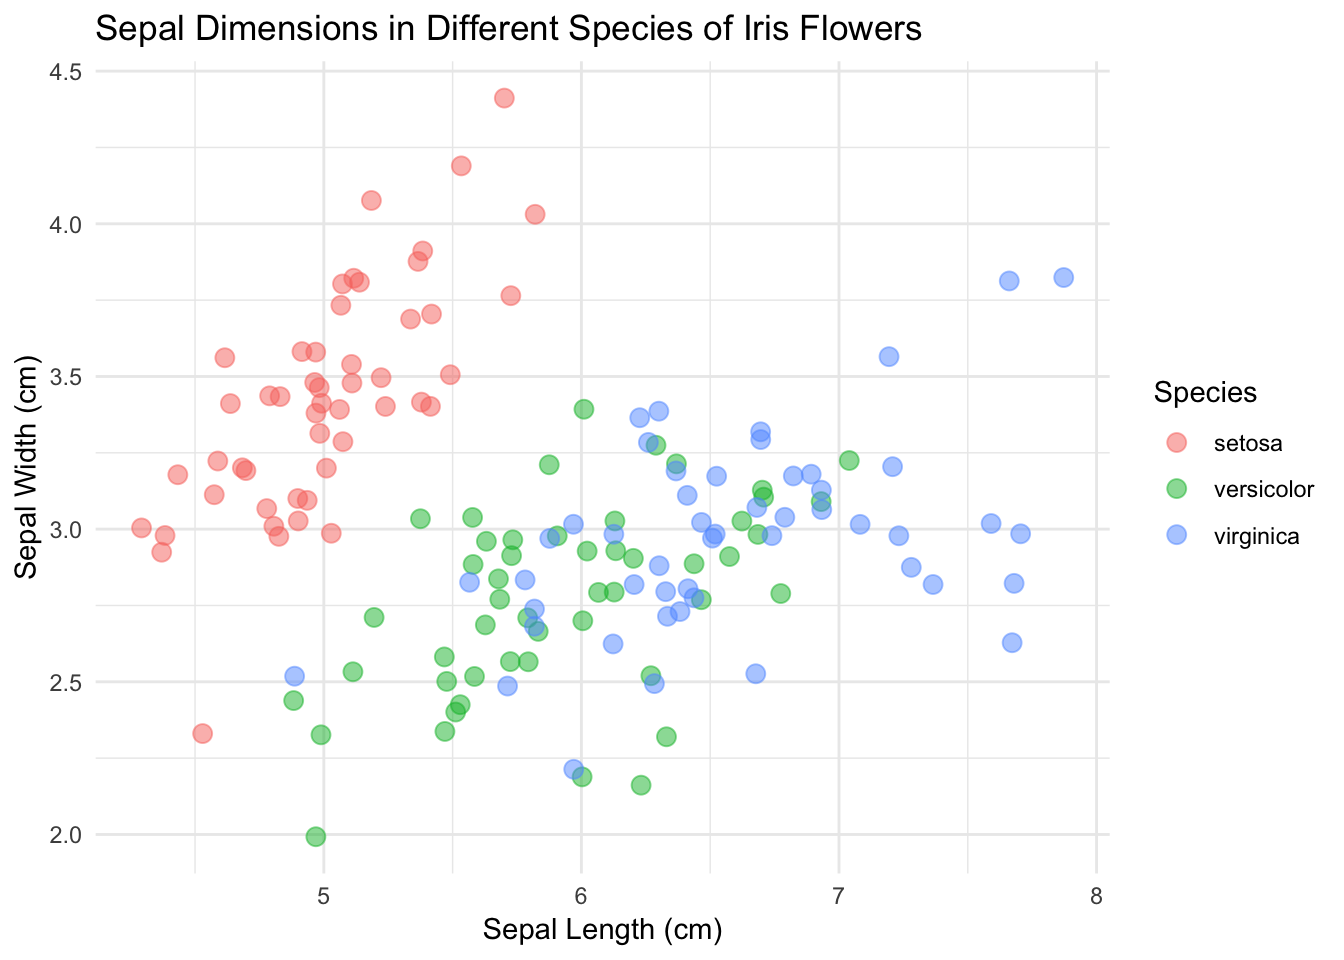 Sepal Dimensions in Different Species of Iris Flowers
4.5
4.0
3.5
3.0
2.5
2.0
Sepal Width (cm)
5 6 7 8
Sepal Length (cm)
Species
setosa
versicolor
virginica